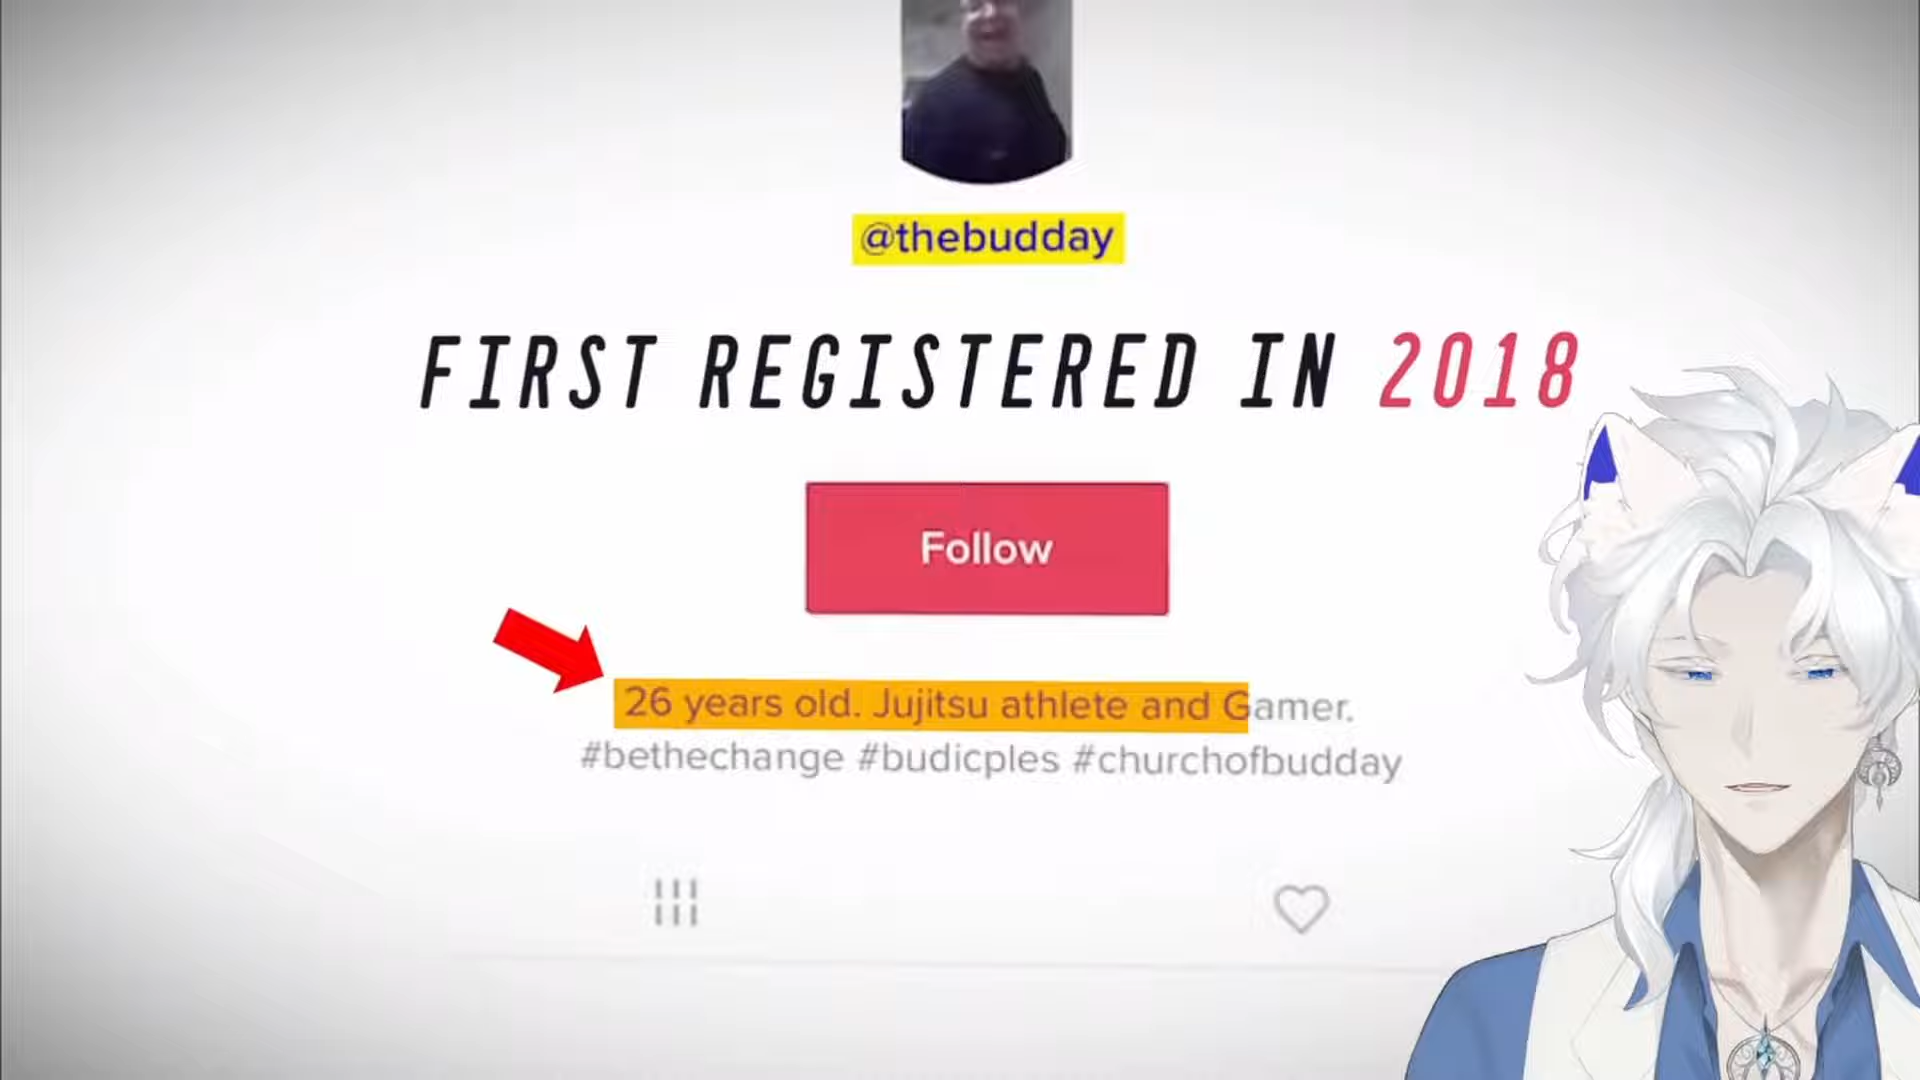 @thebudday
FIRST REGISTERED IN 2018
Follow
26 years old. Jujitsu athlete and Gamer.
#bethechange #budicples #churchofbudday